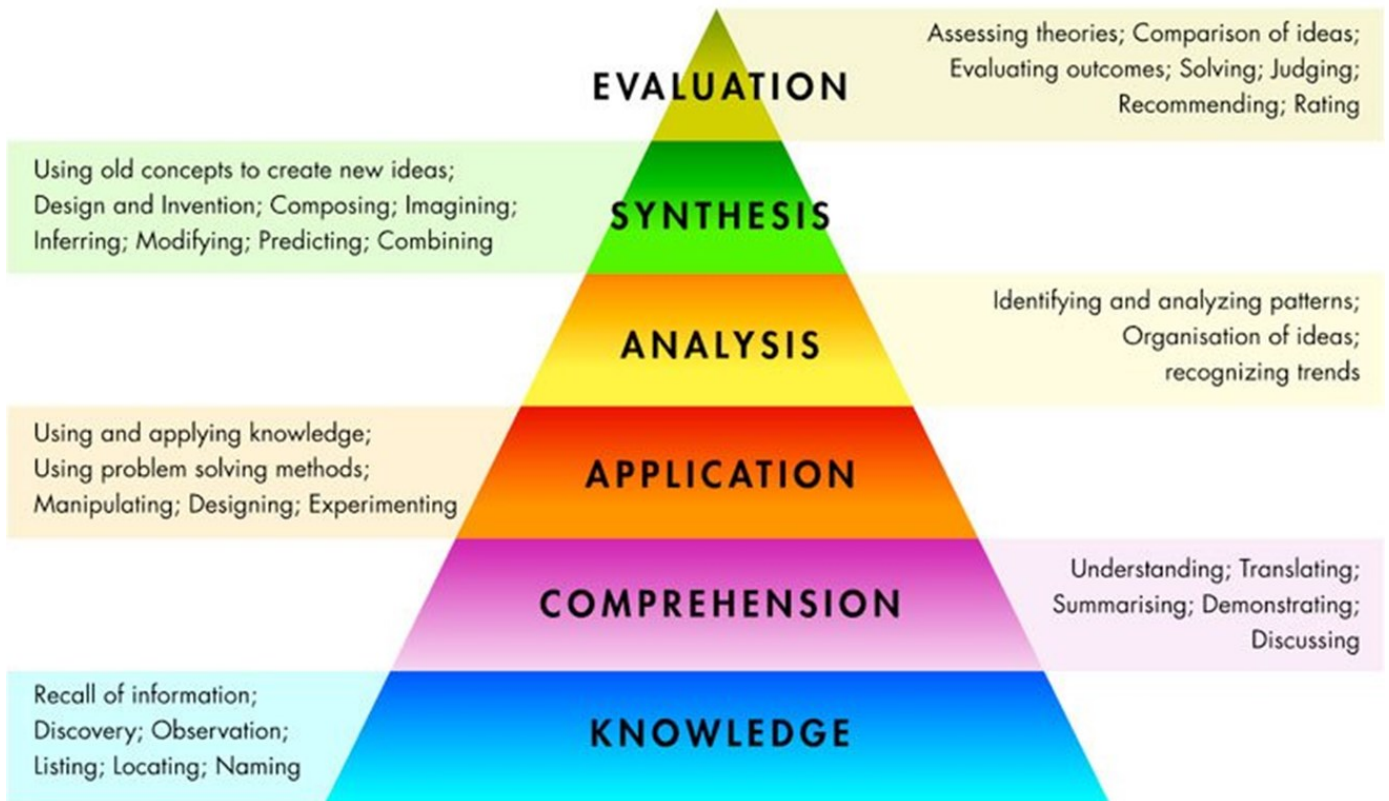 EVALUATION
Assessing theories; Comparison of ideas;
Evaluating outcomes; Solving; Judging;
Recommending; Rating
Using old concepts to create new ideas;
Design and Invention; Composing; Imagining;
Inferring; Modifying; Predicting; Combining
SYNTHESIS
ANALYSIS
Identifying and analyzing patterns;
Organisation of ideas;
recognizing trends
Using and applying knowledge;
Using problem solving methods;
Manipulating; Designing; Experimenting
APPLICATION
COMPREHENSION
Understanding; Translating;
Summarising; Demonstrating;
Discussing
Recall of information;
Discovery; Observation;
Listing; Locating; Naming
KNOWLEDGE